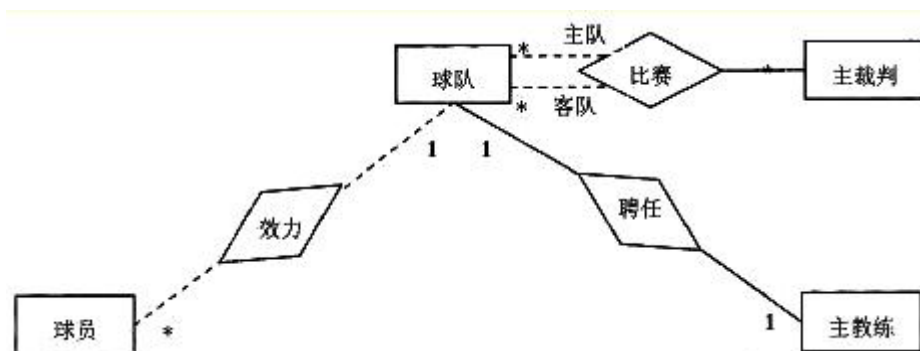 主队
* *
球队 比赛 主裁判
* 客队
1 1
效力 聘任
球员 * 1 主教练